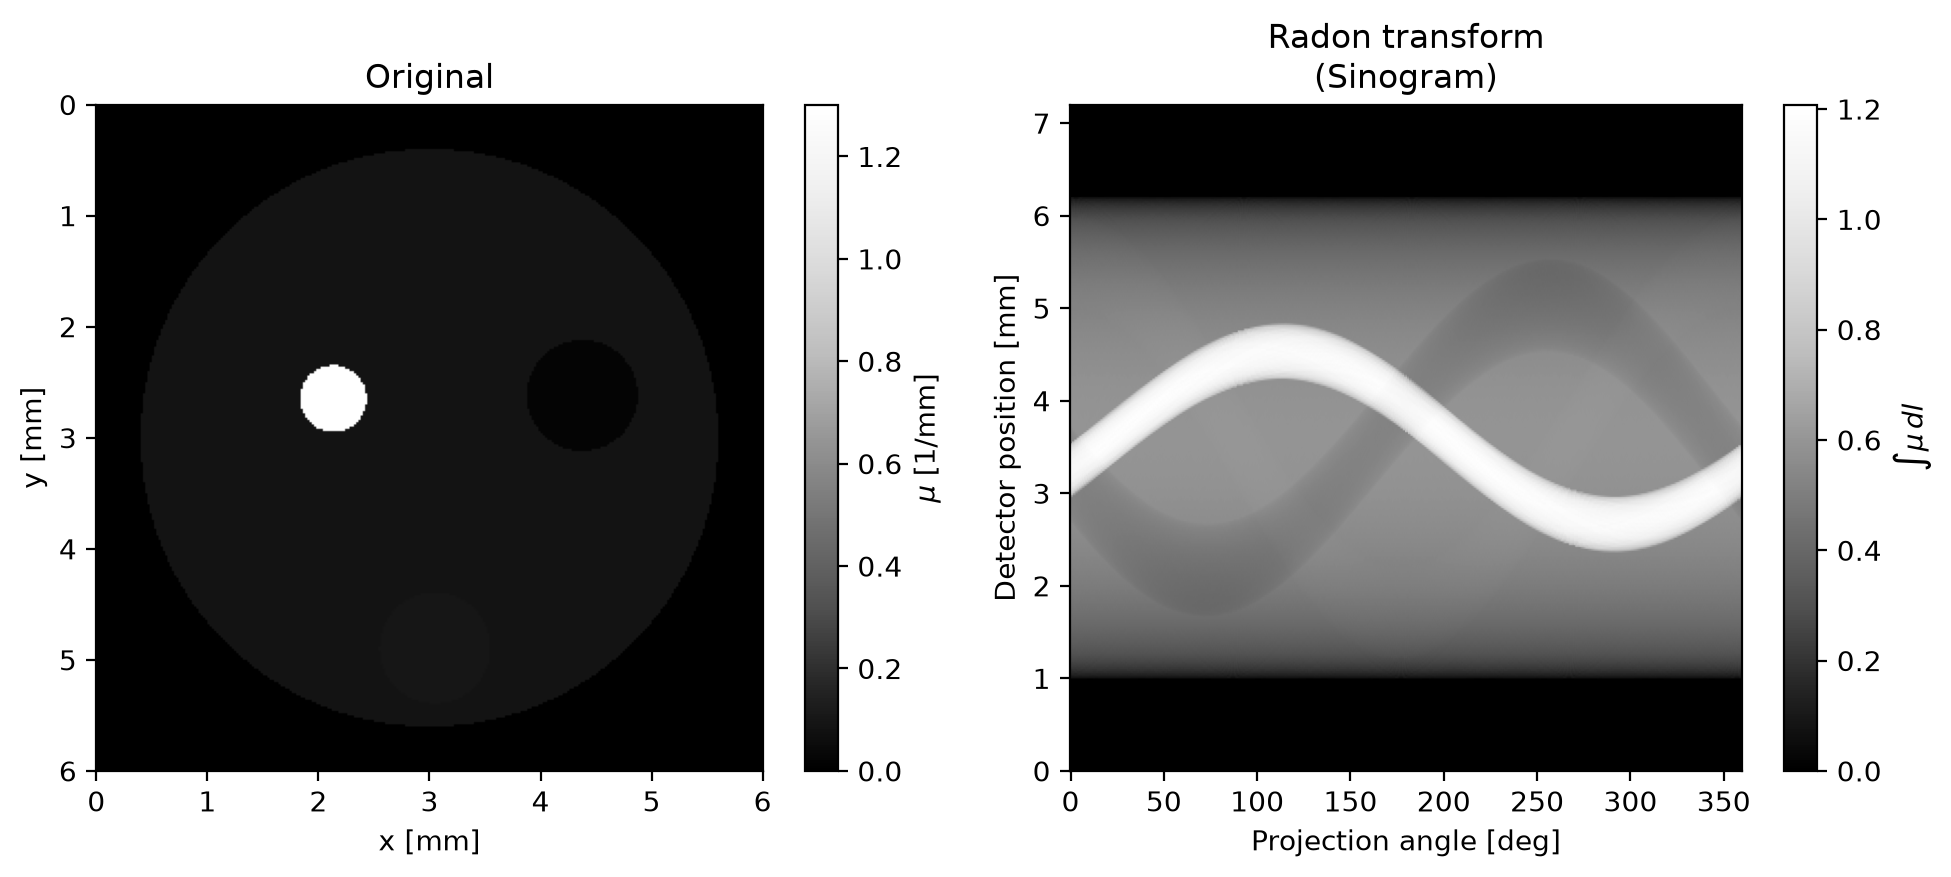 Original
0
1
2
3
4
5
6
y [mm]
0 1 2 3 4 5 6
x [mm]
1.2
1.0
0.8
0.6
0.4
0.2
0.0
μ [1/mm]
Radon transform
(Sinogram)
7
6
5
4
3
2
1
0
Detector position [mm]
0 50 100 150 200 250 300 350
Projection angle [deg]
1.2
1.0
0.8
0.6
0.4
0.2
0.0
∫μ dl